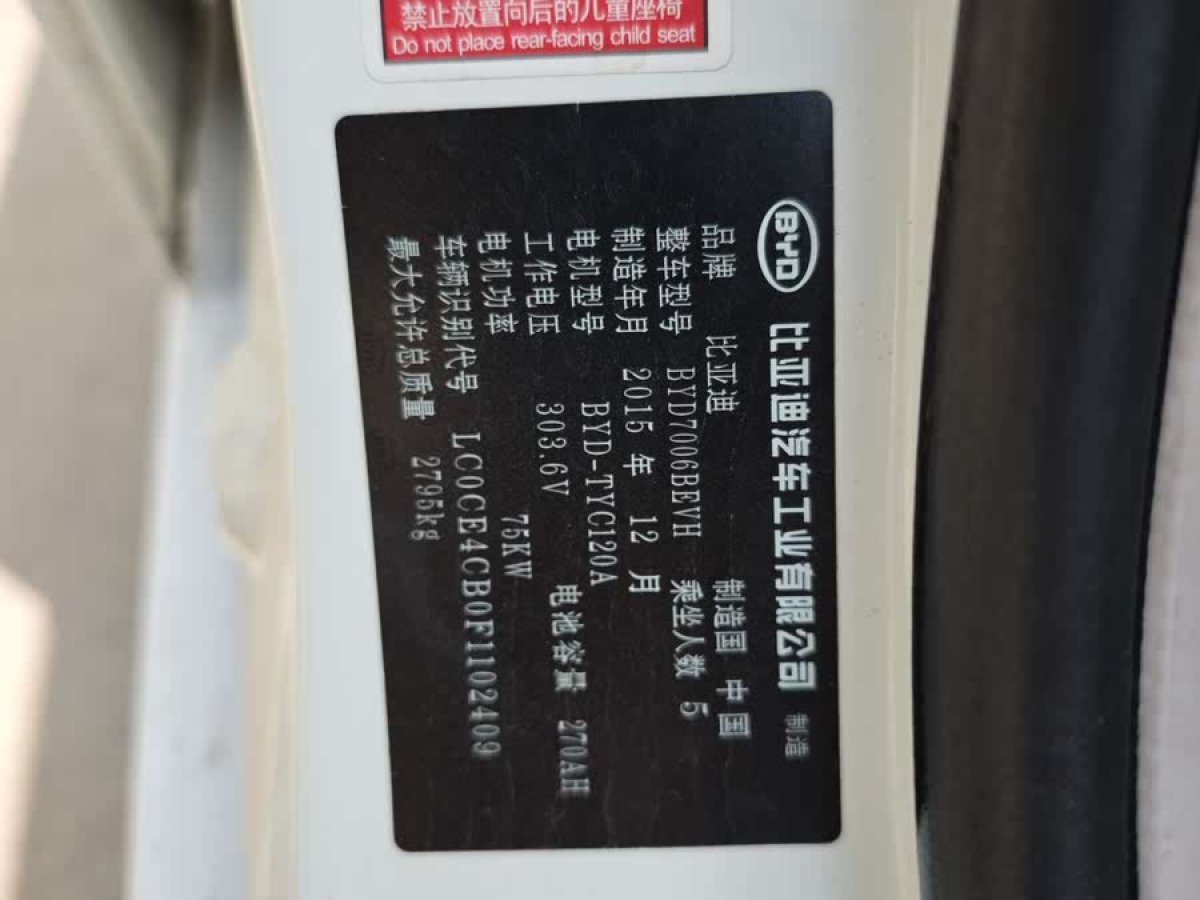 禁止放置向后的儿童座椅
Do not place rear-facing child seat
BYD 比亚迪汽车工业有限公司 制造
品牌 比亚迪 制造国 中国
整车型号 BYD7006BEVH 乘坐人数 5
制造年月 2015 年 12 月
电机型号 BYD-TYC120A
工作电压 303.6V 电池容量 270AH
电机功率 75KW
车辆识别代号 LC0CE4CB0F1102409
最大允许总质量 2795kg